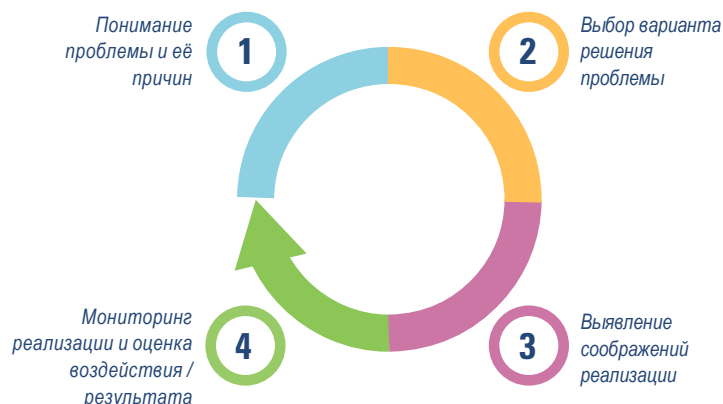 Понимание
проблемы и её
причин
1
2
Выбор варианта
решения
проблемы
Мониторинг
реализации и оценка
воздействия /
результата
4
3
Выявление
соображений
реализации